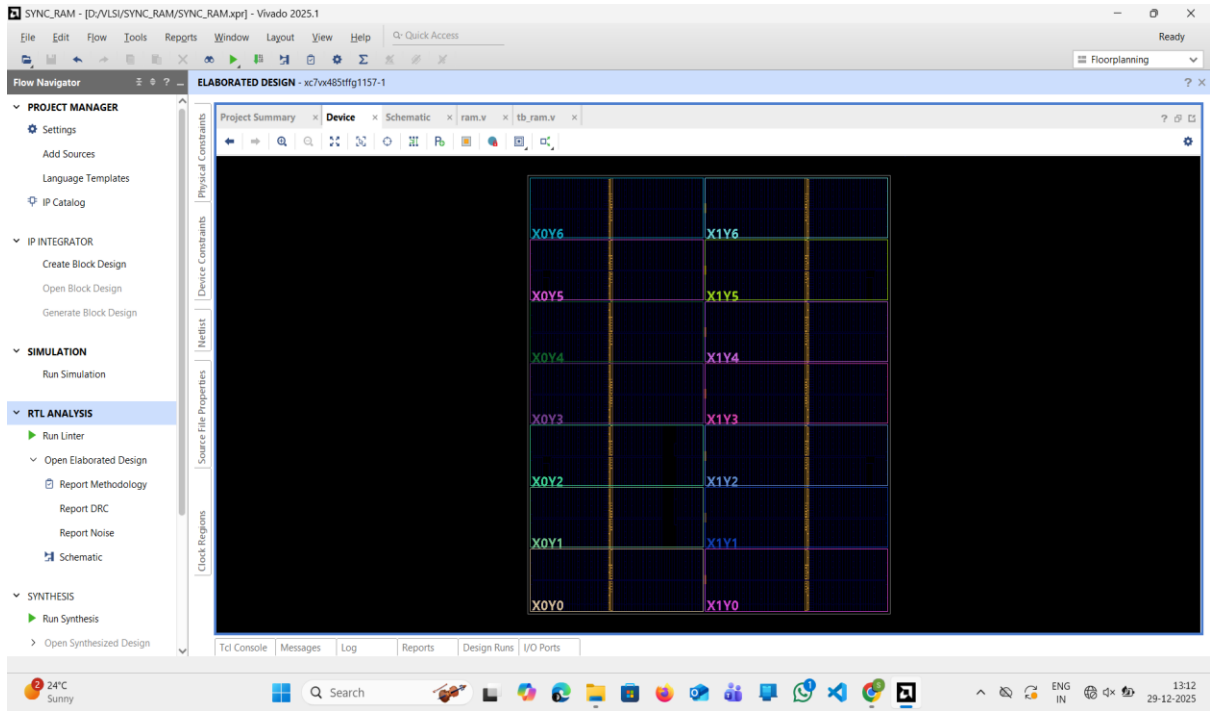 SYNC_RAM - [D:/VLSI/SYNC_RAM/SYNC_RAM.xpr] - Vivado 2025.1
File Edit Flow Tools Reports Window Layout View Help Q- Quick Access
Ready
Floorplanning
Flow Navigator
ELABORATED DESIGN - xc7vx485tffg1157-1
PROJECT MANAGER
Settings
Add Sources
Language Templates
IP Catalog
IP INTEGRATOR
Create Block Design
Open Block Design
Generate Block Design
SIMULATION
Run Simulation
RTL ANALYSIS
Run Linter
Open Elaborated Design
Report Methodology
Report DRC
Report Noise
Schematic
SYNTHESIS
Run Synthesis
Open Synthesized Design
Physical Constraints
Device Constraints
Netlist
Source File Properties
Clock Regions
Project Summary Device Schematic ram.v tb_ram.v
X0Y6 X1Y6
X0Y5 X1Y5
X0Y4 X1Y4
X0Y3 X1Y3
X0Y2 X1Y2
X0Y1 X1Y1
X0Y0 X1Y0
Tcl Console Messages Log Reports Design Runs I/O Ports
2
24°C
Sunny
Search
ENG
IN
13:12
29-12-2025